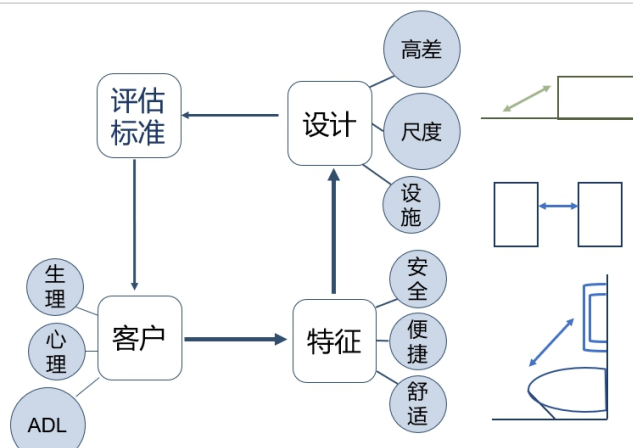 高差
评估
标准
设计
尺度
设
施
生
理
安
全
心
理
客户
特征
便
捷
舒
适
ADL